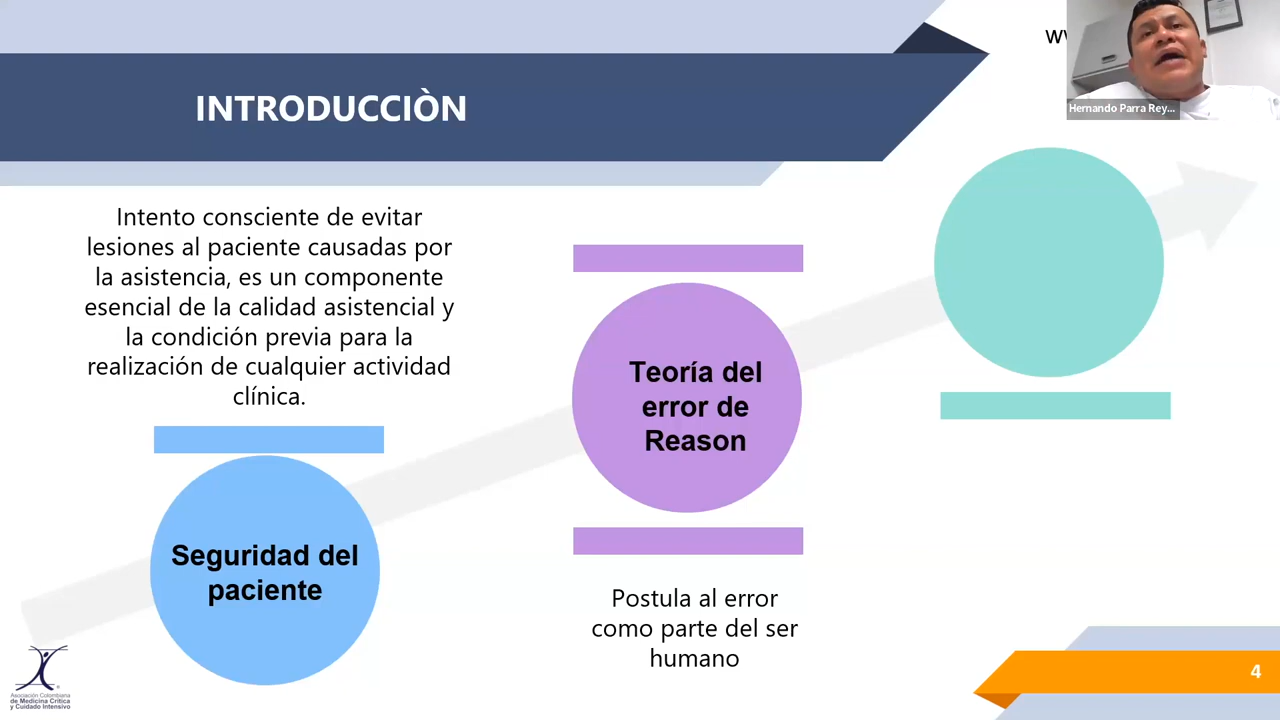 INTRODUCCIÒN
Hernando Parra Rey...
Intento consciente de evitar
lesiones al paciente causadas por
la asistencia, es un componente
esencial de la calidad asistencial y
la condición previa para la
realización de cualquier actividad
clínica.
Seguridad del
paciente
Teoría del
error de
Reason
Postula al error
como parte del ser
humano
Asociación Colombiana
de Medicina Crítica
y Cuidado Intensivo
4